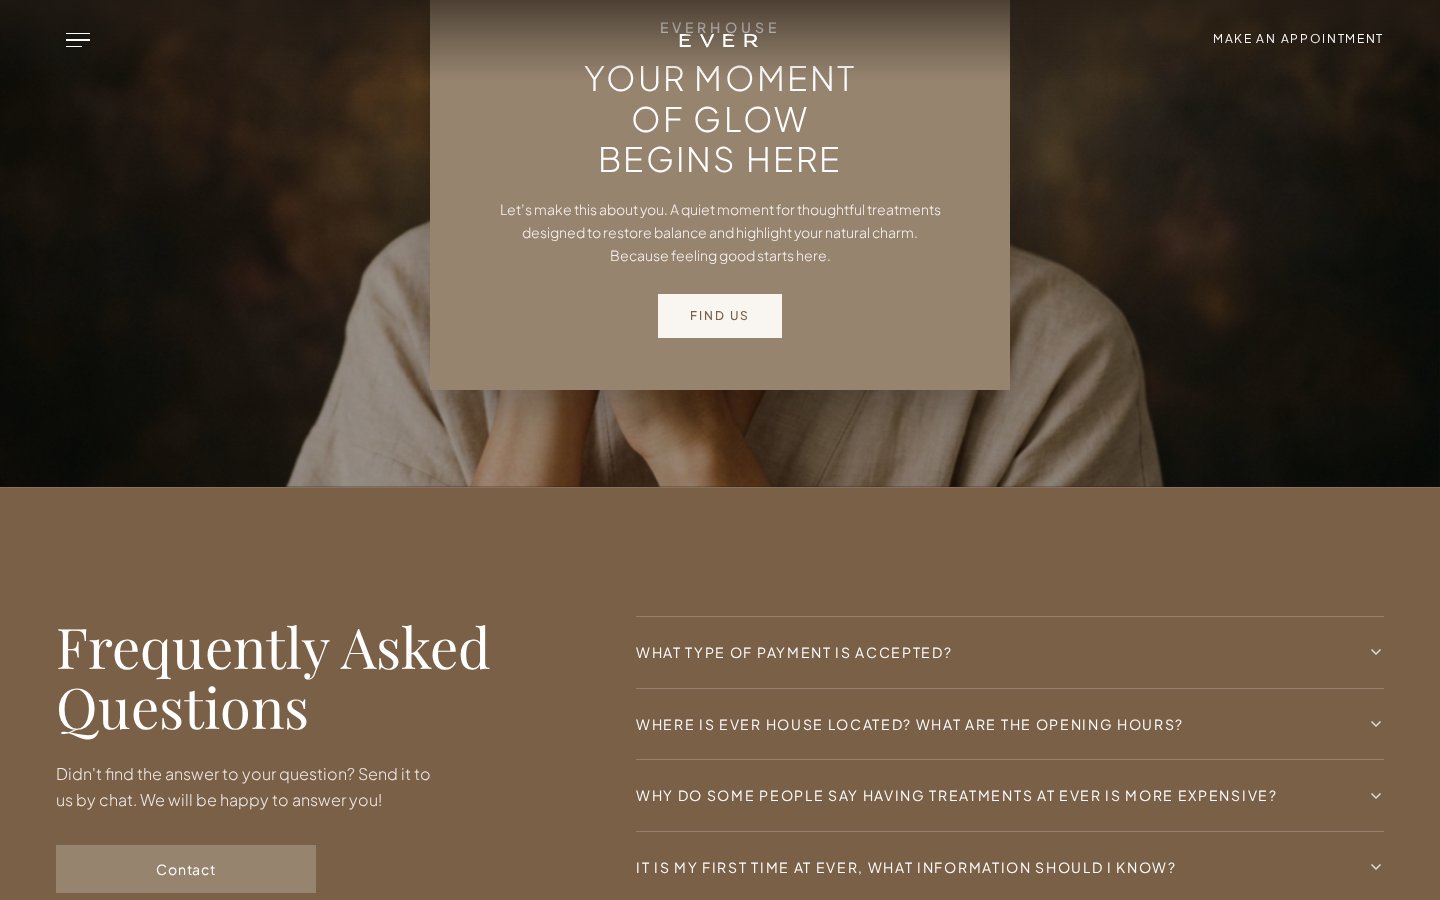 EVERHOUSE
EVER
MAKE AN APPOINTMENT
YOUR MOMENT
OF GLOW
BEGINS HERE
Let's make this about you. A quiet moment for thoughtful treatments
designed to restore balance and highlight your natural charm.
Because feeling good starts here.
FIND US
Frequently Asked
Questions
Didn't find the answer to your question? Send it to
us by chat. We will be happy to answer you!
Contact
WHAT TYPE OF PAYMENT IS ACCEPTED?
WHERE IS EVER HOUSE LOCATED? WHAT ARE THE OPENING HOURS?
WHY DO SOME PEOPLE SAY HAVING TREATMENTS AT EVER IS MORE EXPENSIVE?
IT IS MY FIRST TIME AT EVER, WHAT INFORMATION SHOULD I KNOW?